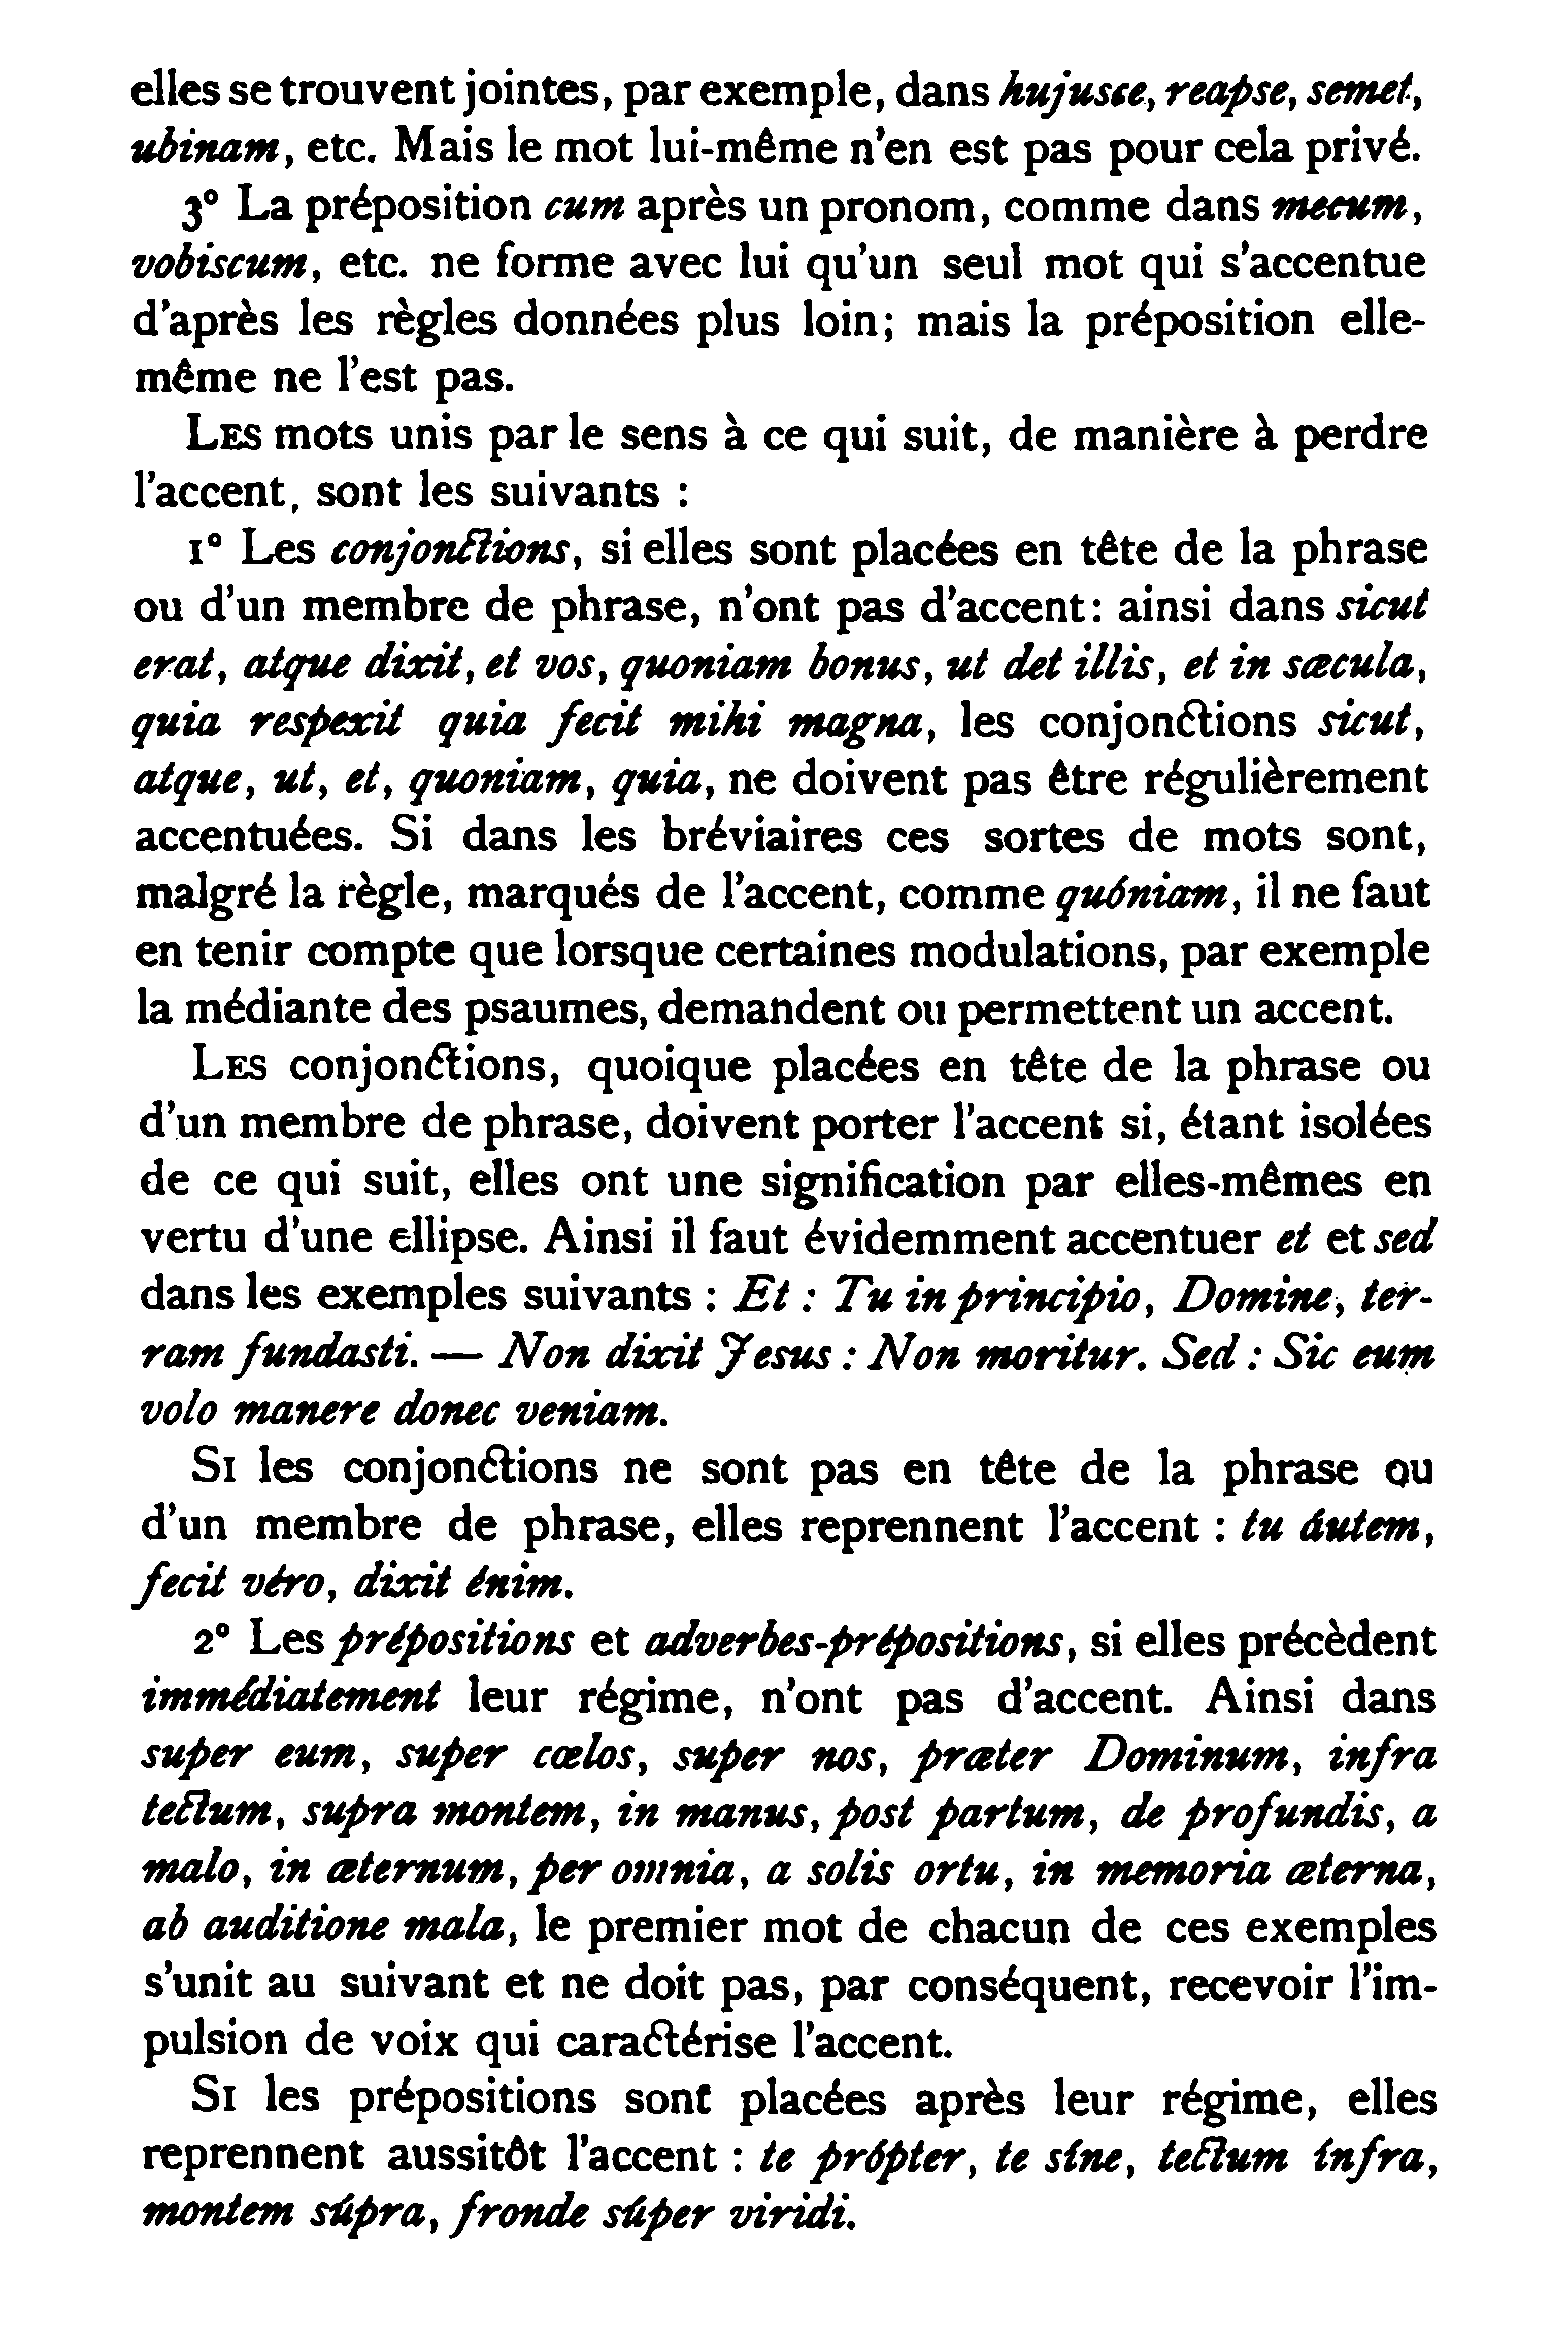 elles se trouvent jointes, par exemple, dans hujusce, reapse, semet,
ubinam, etc. Mais le mot lui-même n'en est pas pour cela privé.
3° La préposition cum après un pronom, comme dans mecum,
vobiscum, etc. ne forme avec lui qu'un seul mot qui s'accentue
d'après les règles données plus loin; mais la préposition elle-
même ne l'est pas.
LES mots unis par le sens à ce qui suit, de manière à perdre
l'accent, sont les suivants :
1° Les conjonctions, si elles sont placées en tête de la phrase
ou d'un membre de phrase, n'ont pas d'accent: ainsi dans sicut
erat, atque dixit, et vos, quoniam bonus, ut det illis, et in sæcula,
quia respexit quia fecit mihi magna, les conjonctions sicut,
atque, ut, et, quoniam, quia, ne doivent pas être régulièrement
accentuées. Si dans les bréviaires ces sortes de mots sont,
malgré la règle, marqués de l'accent, comme quóniam, il ne faut
en tenir compte que lorsque certaines modulations, par exemple
la médiante des psaumes, demandent ou permettent un accent.
LES conjonctions, quoique placées en tête de la phrase ou
d'un membre de phrase, doivent porter l'accent si, étant isolées
de ce qui suit, elles ont une signification par elles-mêmes en
vertu d'une ellipse. Ainsi il faut évidemment accentuer et et sed
dans les exemples suivants : Et : Tu in principio, Domine, ter-
ram fundasti. — Non dixit Jesus : Non moritur. Sed : Sic eum
volo manere donec veniam.
SI les conjonctions ne sont pas en tête de la phrase ou
d'un membre de phrase, elles reprennent l'accent : tu áutem,
fecit véro, dixit énim.
2° Les prépositions et adverbes-prépositions, si elles précèdent
immédiatement leur régime, n'ont pas d'accent. Ainsi dans
super eum, super cœlos, super nos, præter Dominum, infra
tectum, supra montem, in manus, post partum, de profundis, a
malo, in æternum, per omnia, a solis ortu, in memoria æterna,
ab auditione mala, le premier mot de chacun de ces exemples
s'unit au suivant et ne doit pas, par conséquent, recevoir l'im-
pulsion de voix qui caractérise l'accent.
SI les prépositions sont placées après leur régime, elles
reprennent aussitôt l'accent : te própter, te síne, tectum ínfra,
montem súpra, fronde súper viridi.